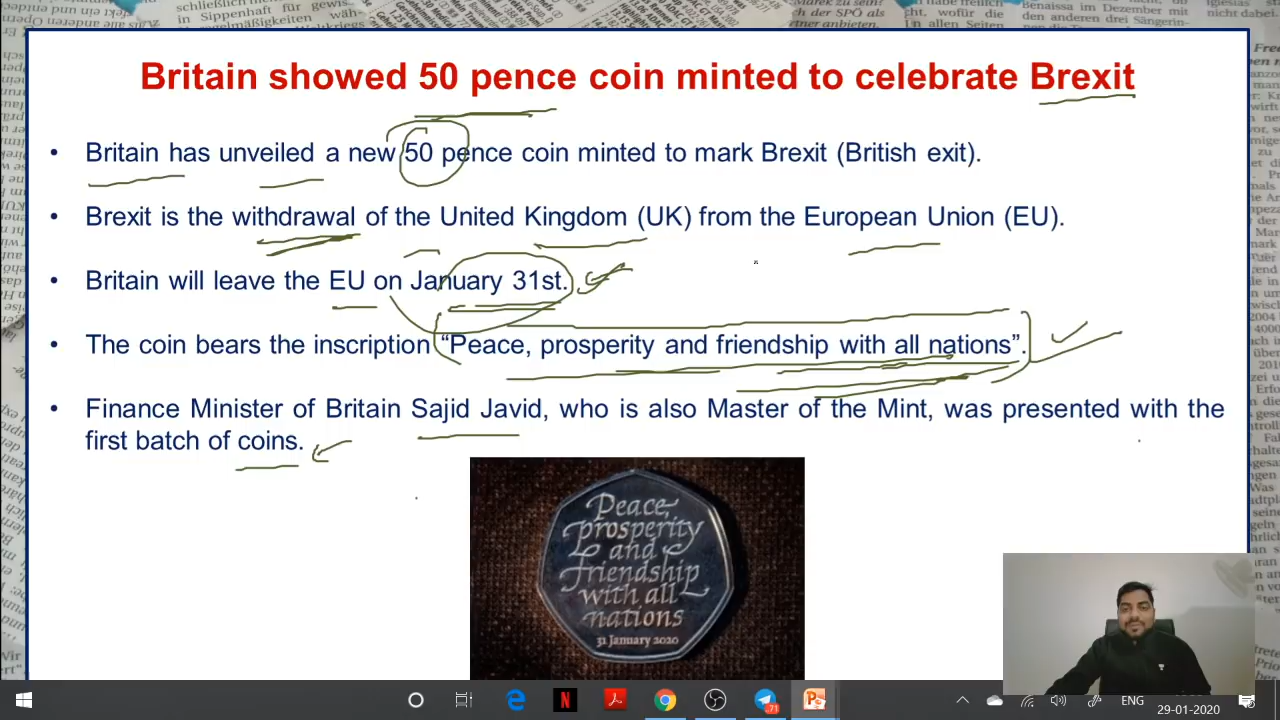 Britain showed 50 pence coin minted to celebrate Brexit
• Britain has unveiled a new 50 pence coin minted to mark Brexit (British exit).
• Brexit is the withdrawal of the United Kingdom (UK) from the European Union (EU).
• Britain will leave the EU on January 31st.
• The coin bears the inscription “Peace, prosperity and friendship with all nations”.
• Finance Minister of Britain Sajid Javid, who is also Master of the Mint, was presented with the
first batch of coins.
Peace,
prosperity
and
friendship
with all
nations
31 January 2020
ENG
29-01-2020